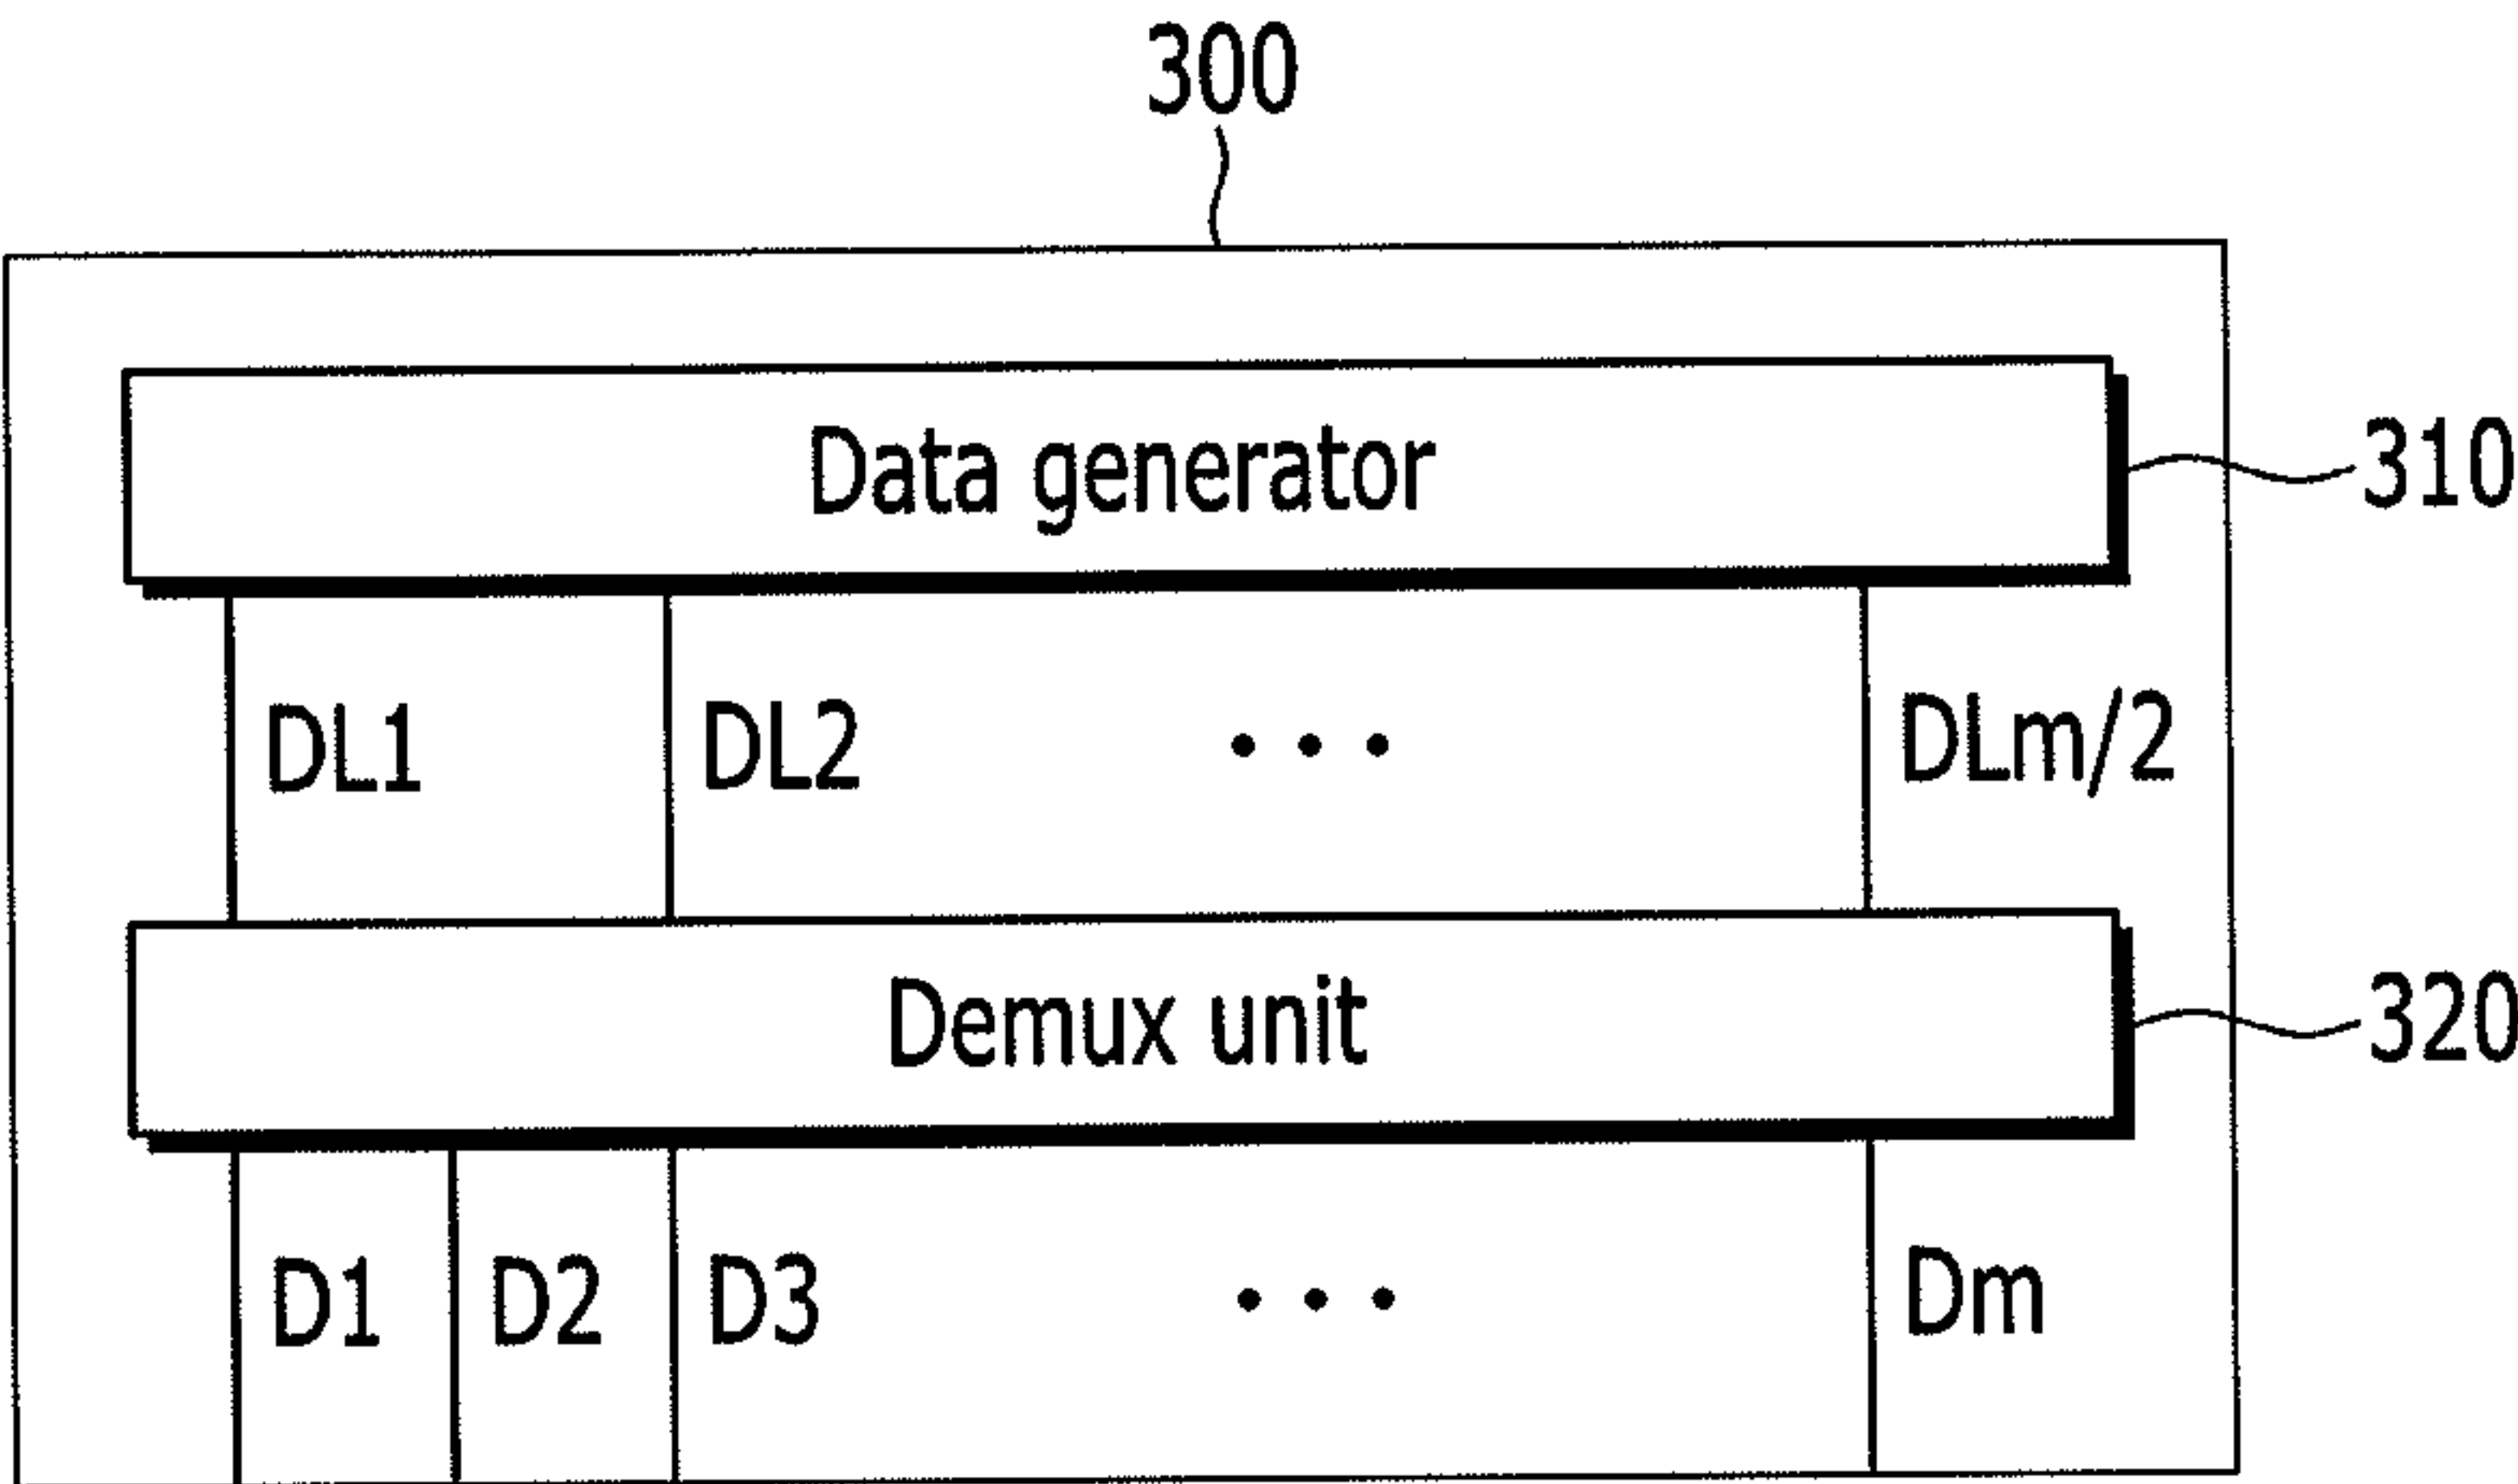 300
Data generator
310
DL1 DL2 • • • DLm/2
Demux unit
320
D1 D2 D3 • • • Dm